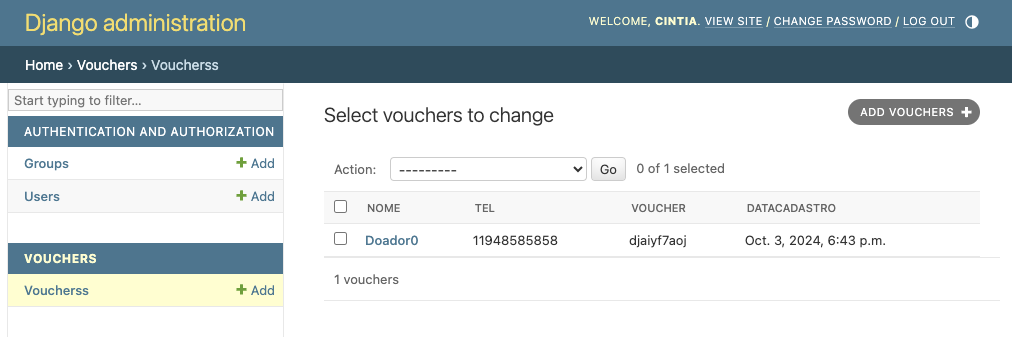 Django administration
WELCOME, CINTIA. VIEW SITE / CHANGE PASSWORD / LOG OUT
Home › Vouchers › Voucherss
Start typing to filter...
AUTHENTICATION AND AUTHORIZATION
Groups + Add
Users + Add
VOUCHERS
Voucherss + Add
Select vouchers to change
ADD VOUCHERS +
Action: --------- Go 0 of 1 selected
NOME TEL VOUCHER DATACADASTRO
Doador0 11948585858 djaiyf7aoj Oct. 3, 2024, 6:43 p.m.
1 vouchers